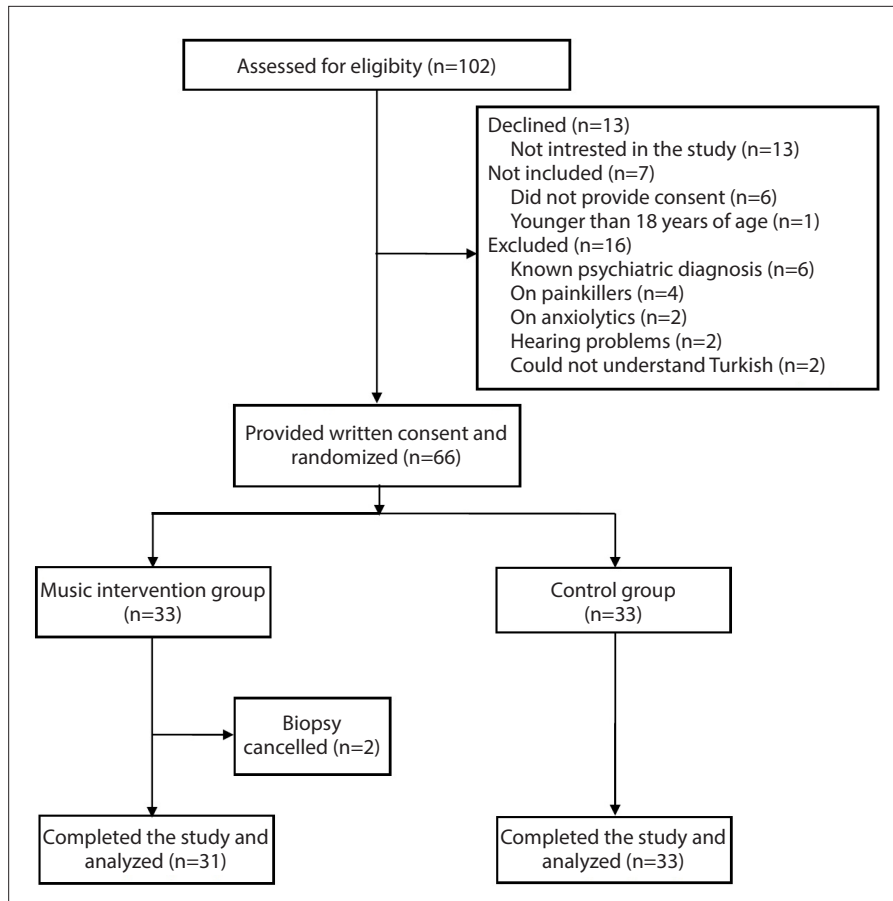 Assessed for eligibity (n=102)
Declined (n=13)
Not intrested in the study (n=13)
Not included (n=7)
Did not provide consent (n=6)
Younger than 18 years of age (n=1)
Excluded (n=16)
Known psychiatric diagnosis (n=6)
On painkillers (n=4)
On anxiolytics (n=2)
Hearing problems (n=2)
Could not understand Turkish (n=2)
Provided written consent and
randomized (n=66)
Music intervention group
(n=33)
Control group
(n=33)
Biopsy
cancelled (n=2)
Completed the study and
analyzed (n=31)
Completed the study and
analyzed (n=33)